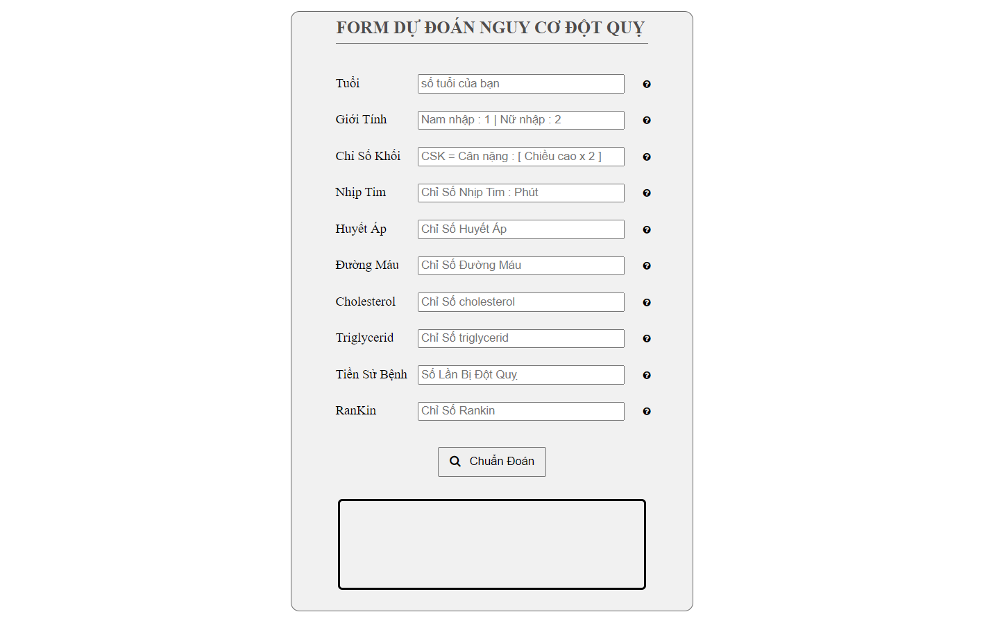 FORM DỰ ĐOÁN NGUY CƠ ĐỘT QUỴ
Tuổi số tuổi của bạn
Giới Tính Nam nhập : 1 | Nữ nhập : 2
Chỉ Số Khối CSK = Cân nặng : [ Chiều cao x 2 ]
Nhịp Tim Chỉ Số Nhịp Tim : Phút
Huyết Áp Chỉ Số Huyết Áp
Đường Máu Chỉ Số Đường Máu
Cholesterol Chỉ Số cholesterol
Triglycerid Chỉ Số triglycerid
Tiền Sử Bệnh Số Lần Bị Đột Quỵ
RanKin Chỉ Số Rankin
Chuẩn Đoán